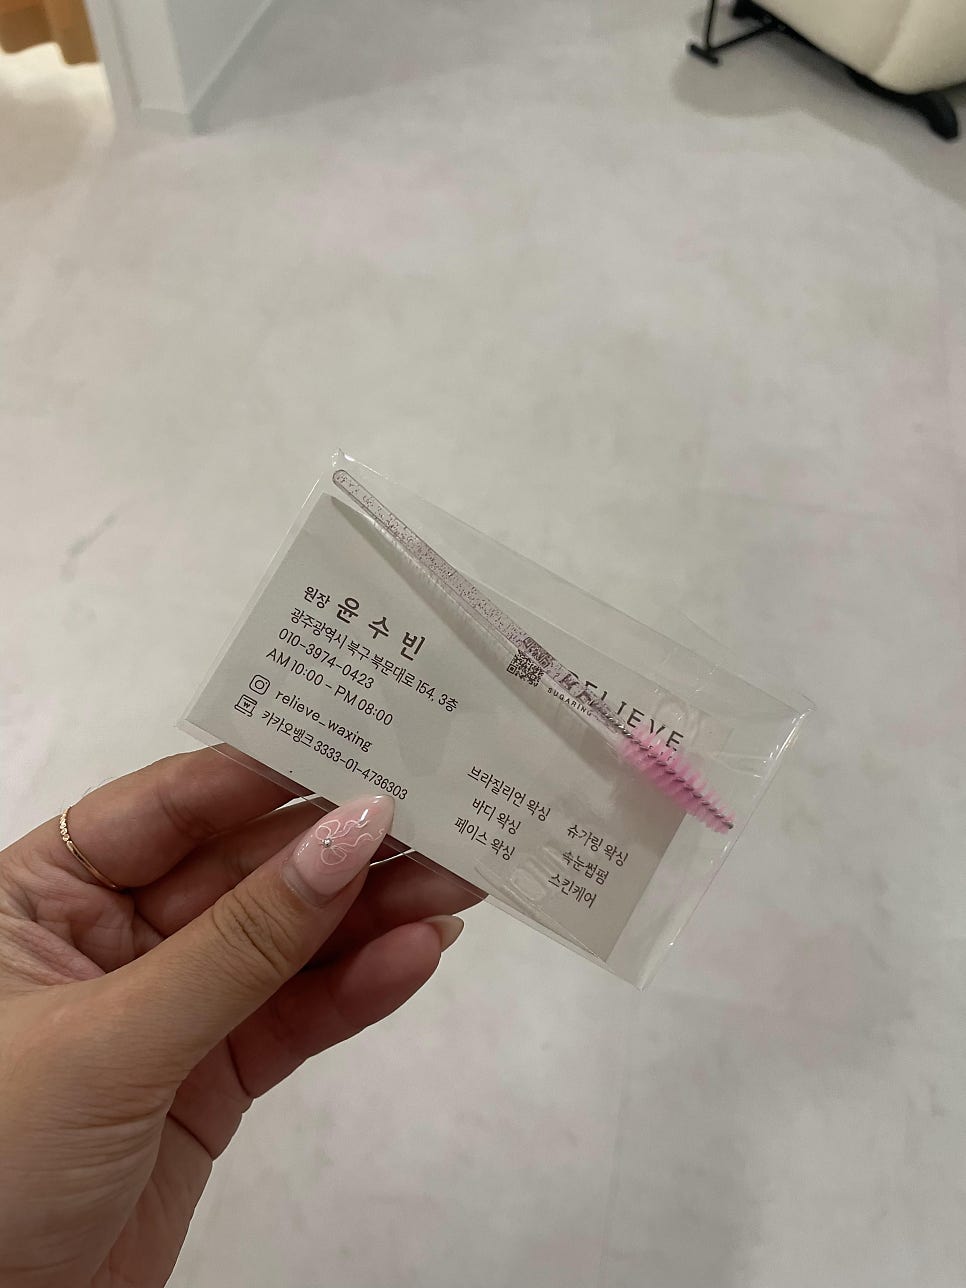 원장 윤수빈
광주광역시 북구 북문대로 154, 3층
010-3974-0423
AM 10:00 - PM 08:00
relieve_waxing
카카오뱅크 3333-01-4736303
RELIEVE
SUGARING
브라질리언 왁싱
바디 왁싱
페이스 왁싱
슈가링 왁싱
속눈썹펌
스킨케어